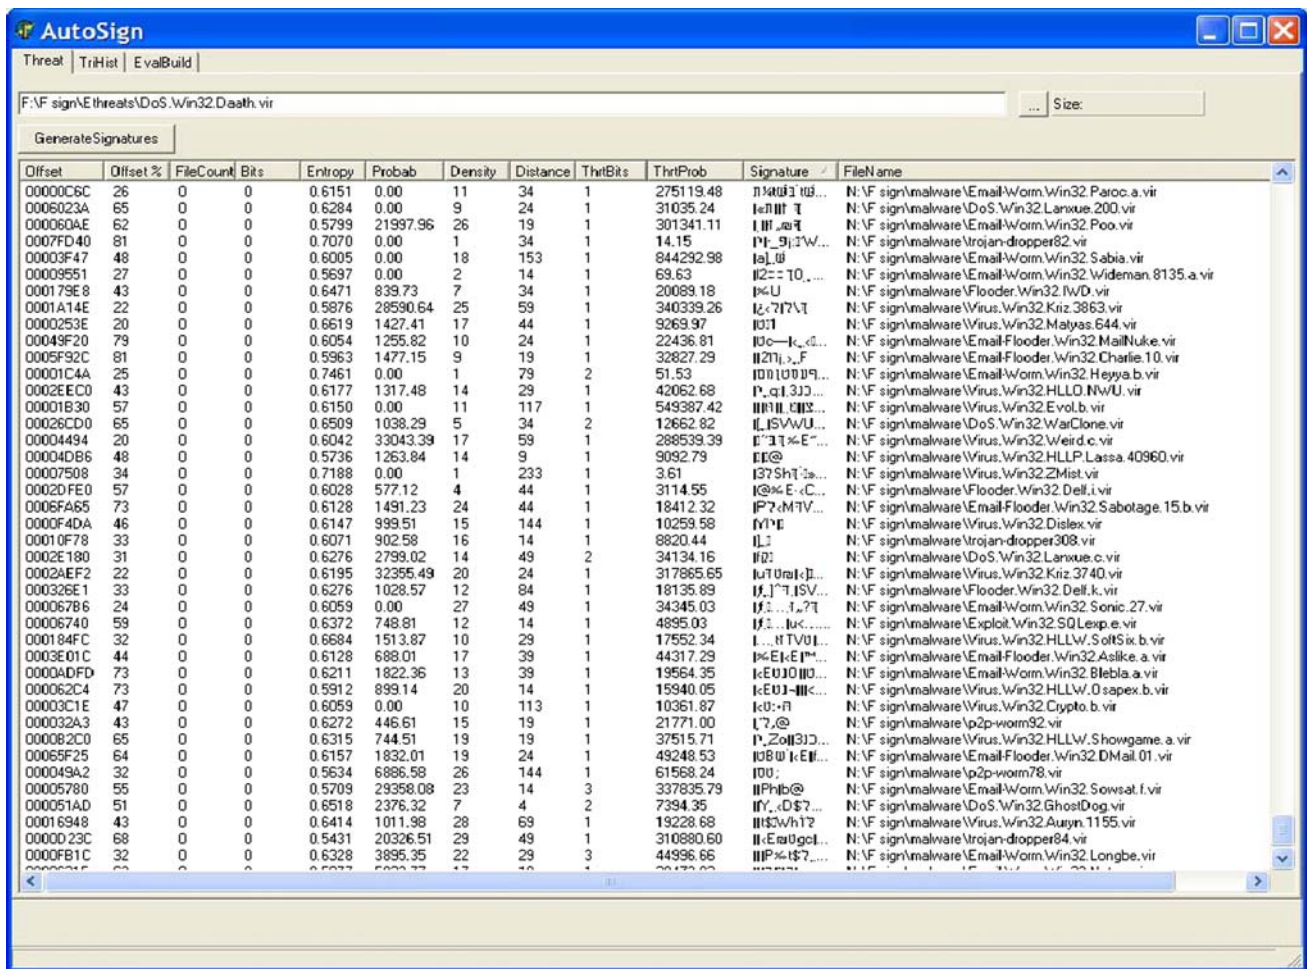 AutoSign
Threat TriHist EvalBuild
F:\F sign\Ethreats\DoS.Win32.Daath.vir ... Size:
GenerateSignatures
Offset Offset % FileCount Bits Entropy Probab Density Distance ThrtBits ThrtProb Signature FileName
00000C6C 26 0 0 0.6151 0.00 11 34 1 275119.48 N:\F sign\malware\Email-Worm.Win32.Paroc.a.vir
0006023A 65 0 0 0.6284 0.00 9 24 1 31035.24 N:\F sign\malware\DoS.Win32.Lanxue.200.vir
000060AE 62 0 0 0.5799 21997.96 26 19 1 301341.11 N:\F sign\malware\Email-Worm.Win32.Poo.vir
0007FD40 81 0 0 0.7070 0.00 1 34 1 14.15 N:\F sign\malware\trojan-dropper82.vir
00003F47 48 0 0 0.6005 0.00 18 153 1 844292.98 N:\F sign\malware\Email-Worm.Win32.Sabia.vir
00009551 27 0 0 0.5697 0.00 2 14 1 69.63 N:\F sign\malware\Email-Worm.Win32.Wideman.8135.a.vir
000179E8 43 0 0 0.6471 839.73 7 34 1 20089.18 N:\F sign\malware\Flooder.Win32.IWD.vir
0001A14E 22 0 0 0.5876 28590.64 25 59 1 340339.26 N:\F sign\malware\Virus.Win32.Kriz.3863.vir
0000253E 20 0 0 0.6619 1427.41 17 44 1 9269.97 N:\F sign\malware\Virus.Win32.Matyas.644.vir
00049F20 79 0 0 0.6054 1255.82 10 24 1 22436.81 N:\F sign\malware\Email-Flooder.Win32.MailNuke.vir
0005F92C 81 0 0 0.5963 1477.15 9 19 1 32827.29 N:\F sign\malware\Email-Flooder.Win32.Charlie.10.vir
00001C4A 25 0 0 0.7461 0.00 1 79 2 51.53 N:\F sign\malware\Email-Worm.Win32.Heyya.b.vir
0002EEC0 43 0 0 0.6177 1317.48 14 29 1 42062.68 N:\F sign\malware\Virus.Win32.HLLO.NWU.vir
00001B30 57 0 0 0.6150 0.00 11 117 1 549387.42 N:\F sign\malware\Virus.Win32.Evol.b.vir
00026CD0 65 0 0 0.6509 1038.29 5 34 2 12662.82 N:\F sign\malware\DoS.Win32.WarClone.vir
00004494 20 0 0 0.6042 33043.39 17 59 1 288539.39 N:\F sign\malware\Virus.Win32.Weird.c.vir
00004DB6 48 0 0 0.5736 1263.84 14 9 1 9092.79 N:\F sign\malware\Virus.Win32.HLLP.Lassa.40960.vir
00007508 34 0 0 0.7188 0.00 1 233 1 3.61 N:\F sign\malware\Virus.Win32.ZMist.vir
0002DFE0 57 0 0 0.6028 577.12 4 44 1 3114.55 N:\F sign\malware\Flooder.Win32.Delf.i.vir
0006FA65 73 0 0 0.6128 1491.23 24 44 1 18412.32 N:\F sign\malware\Email-Flooder.Win32.Sabotage.15.b.vir
0000F4DA 46 0 0 0.6147 999.51 15 144 1 10259.58 N:\F sign\malware\Virus.Win32.Dislex.vir
00010F78 33 0 0 0.6071 902.58 16 14 1 8820.44 N:\F sign\malware\trojan-dropper308.vir
0002E180 31 0 0 0.6276 2799.02 14 49 2 34134.16 N:\F sign\malware\DoS.Win32.Lanxue.c.vir
0002AEF2 22 0 0 0.6195 32355.49 20 24 1 317865.65 N:\F sign\malware\Virus.Win32.Kriz.3740.vir
000326E1 33 0 0 0.6276 1028.57 12 84 1 18135.89 N:\F sign\malware\Flooder.Win32.Delf.k.vir
000067B6 24 0 0 0.6059 0.00 27 49 1 34345.03 N:\F sign\malware\Email-Worm.Win32.Sonic.27.vir
00006740 59 0 0 0.6372 748.81 12 14 1 4895.03 N:\F sign\malware\Exploit.Win32.SQLexp.e.vir
000184FC 32 0 0 0.6684 1513.87 10 29 1 17552.34 N:\F sign\malware\Virus.Win32.HLLW.SoftSix.b.vir
0003E01C 44 0 0 0.6128 688.01 17 39 1 44317.29 N:\F sign\malware\Email-Flooder.Win32.Aslike.a.vir
0000ADFD 73 0 0 0.6211 1822.36 13 39 1 19564.35 N:\F sign\malware\Email-Worm.Win32.Blebla.a.vir
000062C4 73 0 0 0.5912 899.14 20 14 1 15940.05 N:\F sign\malware\Virus.Win32.HLLW.Osapex.b.vir
00003C1E 47 0 0 0.6059 0.00 10 113 1 10361.87 N:\F sign\malware\Virus.Win32.Crypto.b.vir
000032A3 43 0 0 0.6272 446.61 15 19 1 21771.00 N:\F sign\malware\p2p-worm92.vir
0000B2C0 65 0 0 0.6315 744.51 19 19 1 37515.71 N:\F sign\malware\Virus.Win32.HLLW.Showgame.a.vir
00065F25 64 0 0 0.6157 1832.01 19 24 1 49248.53 N:\F sign\malware\Email-Flooder.Win32.DMail.01.vir
000049A2 32 0 0 0.5634 6886.58 26 144 1 61568.24 N:\F sign\malware\p2p-worm78.vir
00005780 55 0 0 0.5709 29358.08 23 14 3 337835.79 N:\F sign\malware\Email-Worm.Win32.Sowsat.f.vir
000051AD 51 0 0 0.6518 2376.32 7 4 2 7394.35 N:\F sign\malware\DoS.Win32.GhostDog.vir
00016948 43 0 0 0.6414 1011.98 28 69 1 19228.68 N:\F sign\malware\Virus.Win32.Auryn.1155.vir
0000D23C 68 0 0 0.5431 20326.51 29 49 1 310880.60 N:\F sign\malware\trojan-dropper84.vir
0000FB1C 32 0 0 0.6328 3895.35 22 29 3 44996.66 N:\F sign\malware\Email-Worm.Win32.Longbe.vir